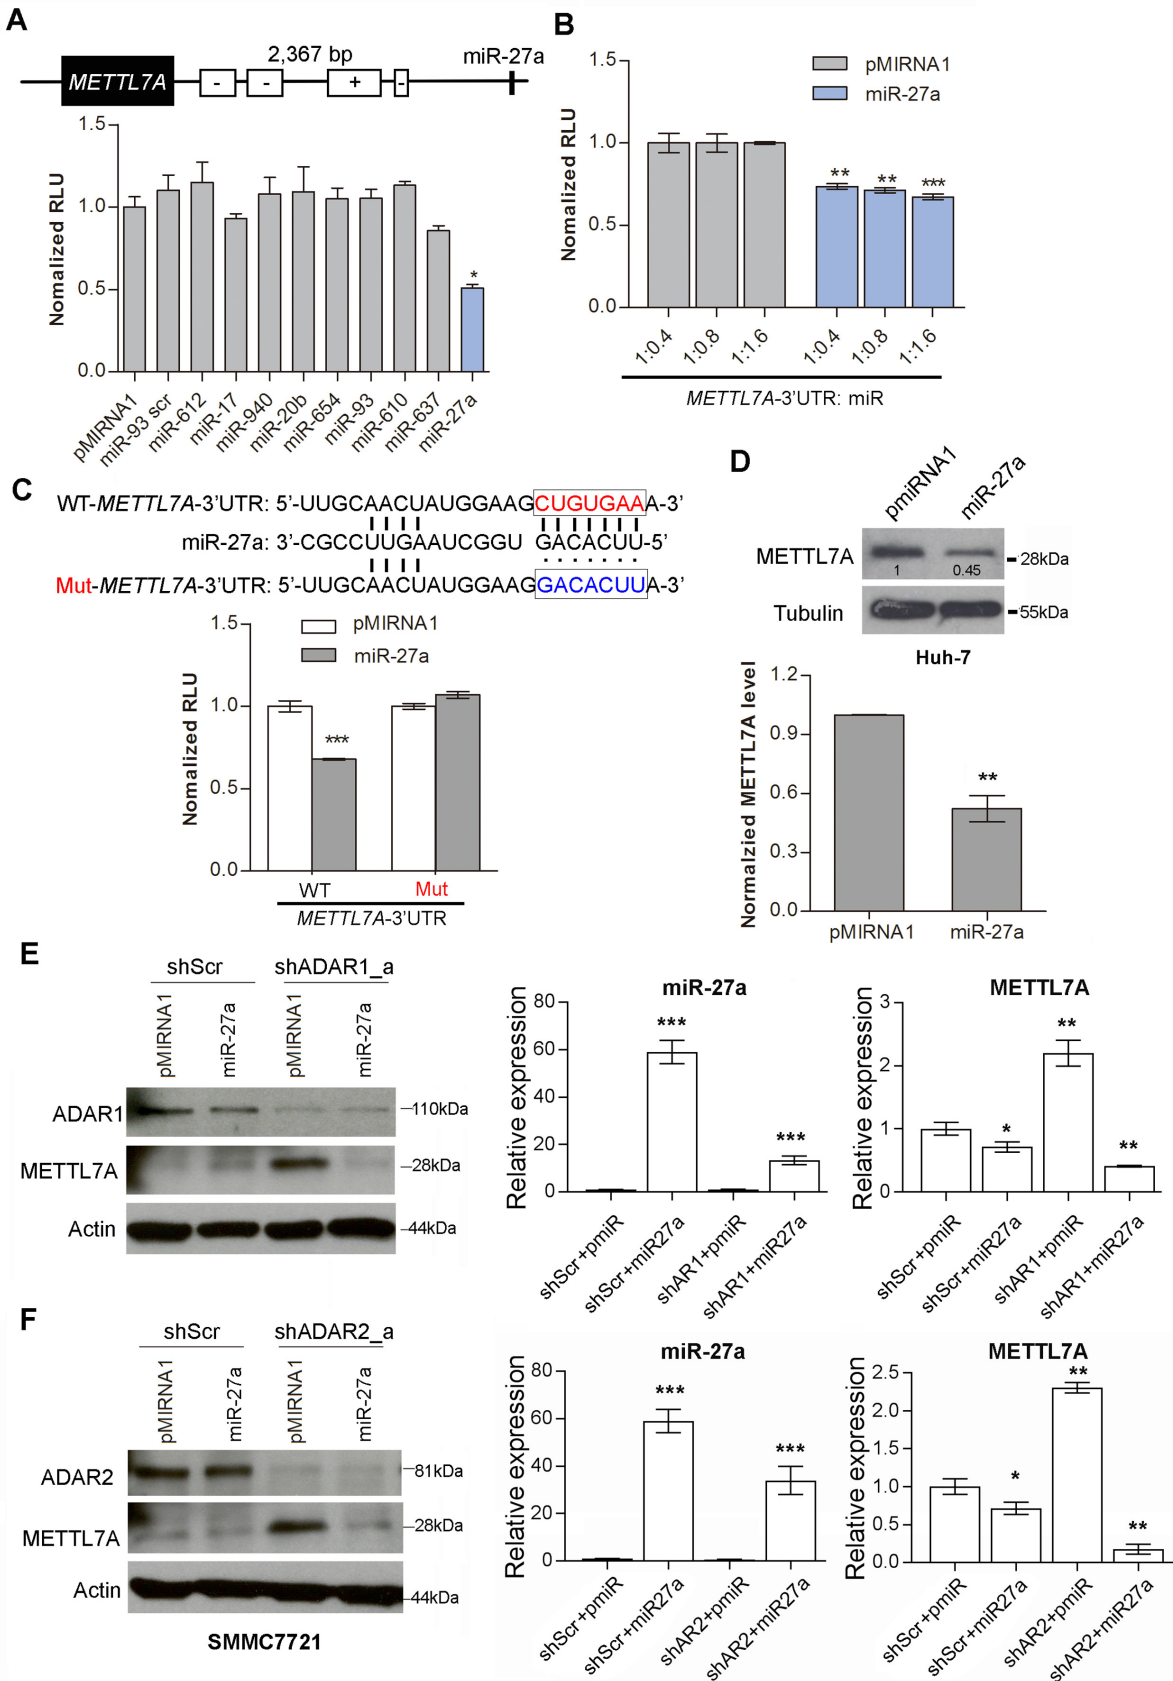 A
2,367 bp
miR-27a
METTL7A
-
-
+
-
Nomalized RLU
1.5
1.0
0.5
0.0
*
pMIRNA1
miR-93 scr
miR-612
miR-17
miR-940
miR-20b
miR-654
miR-93
miR-610
miR-637
miR-27a
B
Nomalized RLU
1.5
1.0
0.5
0.0
pMIRNA1
miR-27a
**
**
***
1:0.4
1:0.8
1:1.6
1:0.4
1:0.8
1:1.6
METTL7A-3'UTR: miR
C
WT-METTL7A-3'UTR: 5'-UUGCAACUAUGGAAGCUGUGAAA-3'
miR-27a: 3'-CGCCUUGAAUCGGU GACACUU-5'
Mut-METTL7A-3'UTR: 5'-UUGCAACUAUGGAAGGACACUUA-3'
Nomalized RLU
1.5
1.0
0.5
0.0
pMIRNA1
miR-27a
***
WT
Mut
METTL7A-3'UTR
D
pmiRNA1
miR-27a
METTL7A
1
0.45
28kDa
Tubulin
55kDa
Huh-7
Normalzied METTL7A level
1.2
0.9
0.6
0.3
0.0
**
pMIRNA1
miR-27a
E
shScr
shADAR1_a
pMIRNA1
miR-27a
pMIRNA1
miR-27a
ADAR1
110kDa
METTL7A
28kDa
Actin
44kDa
miR-27a
Relative expression
80
60
40
20
0
***
***
shScr+pmiR
shScr+miR27a
shAR1+pmiR
shAR1+miR27a
METTL7A
Relative expression
3
2
1
0
*
**
**
shScr+pmiR
shScr+miR27a
shAR1+pmiR
shAR1+miR27a
F
shScr
shADAR2_a
pMIRNA1
miR-27a
pMIRNA1
miR-27a
ADAR2
81kDa
METTL7A
28kDa
Actin
44kDa
SMMC7721
miR-27a
Relative expression
80
60
40
20
0
***
***
shScr+pmiR
shScr+miR27a
shAR2+pmiR
shAR2+miR27a
METTL7A
Relative expression
2.5
2.0
1.5
1.0
0.5
0.0
*
**
**
shScr+pmiR
shScr+miR27a
shAR2+pmiR
shAR2+miR27a